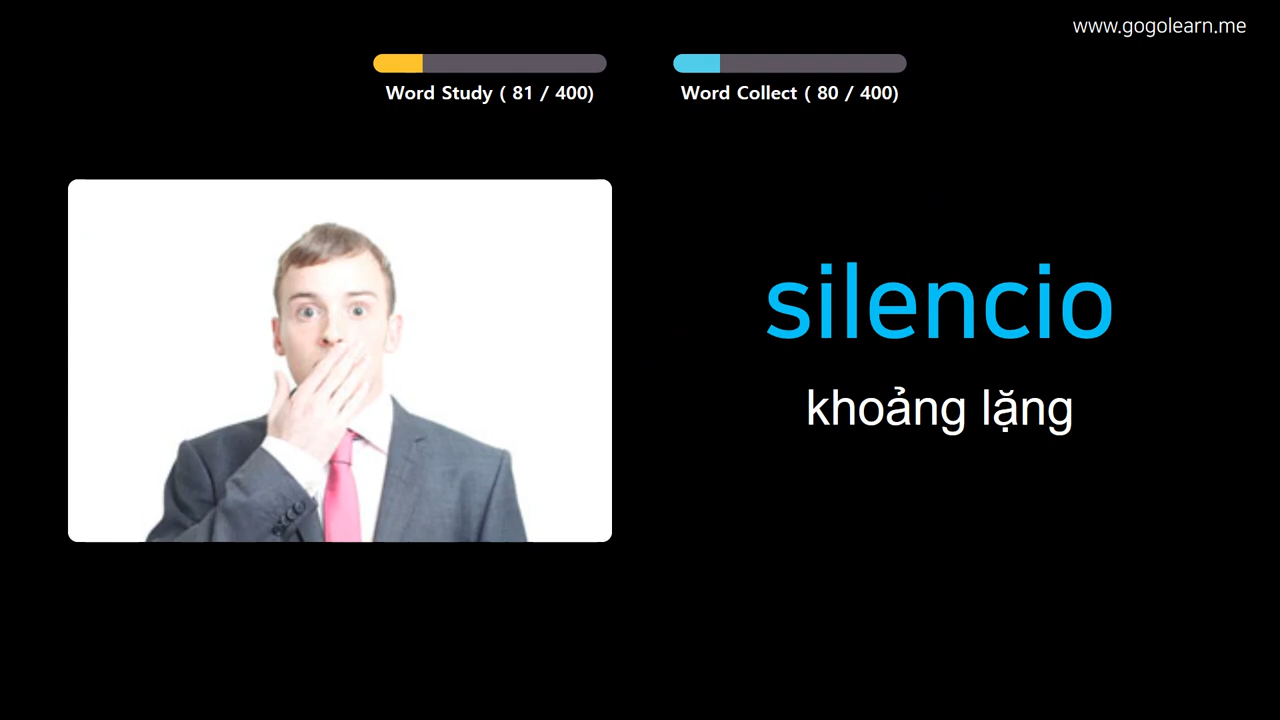 www.gogolearn.me
Word Study ( 81 / 400)
Word Collect ( 80 / 400)
silencio
khoảng lặng